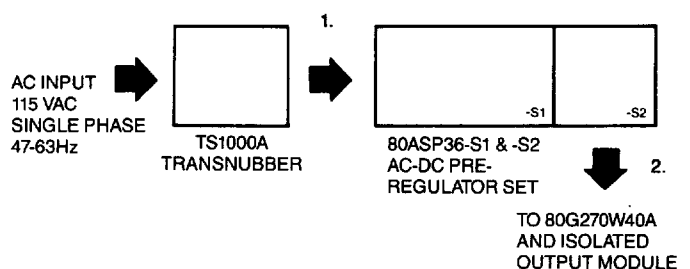 1.
AC INPUT
115 VAC
SINGLE PHASE
47-63Hz
TS1000A
TRANSNUBBER
-S1
-S2
80ASP36-S1 & -S2
AC-DC PRE-
REGULATOR SET
2.
TO 80G270W40A
AND ISOLATED
OUTPUT MODULE